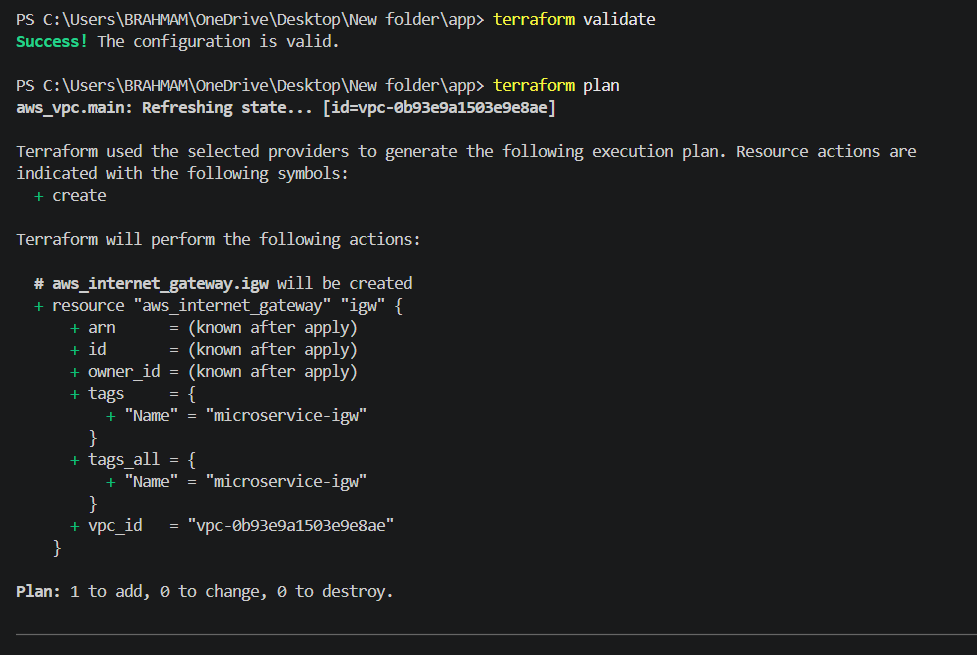 PS C:\Users\BRAHMAM\OneDrive\Desktop\New folder\app> terraform validate
Success! The configuration is valid.
PS C:\Users\BRAHMAM\OneDrive\Desktop\New folder\app> terraform plan
aws_vpc.main: Refreshing state... [id=vpc-0b93e9a1503e9e8ae]
Terraform used the selected providers to generate the following execution plan. Resource actions are
indicated with the following symbols:
  + create
Terraform will perform the following actions:
  # aws_internet_gateway.igw will be created
  + resource "aws_internet_gateway" "igw" {
      + arn      = (known after apply)
      + id       = (known after apply)
      + owner_id = (known after apply)
      + tags     = {
          + "Name" = "microservice-igw"
        }
      + tags_all = {
          + "Name" = "microservice-igw"
        }
      + vpc_id   = "vpc-0b93e9a1503e9e8ae"
    }
Plan: 1 to add, 0 to change, 0 to destroy.